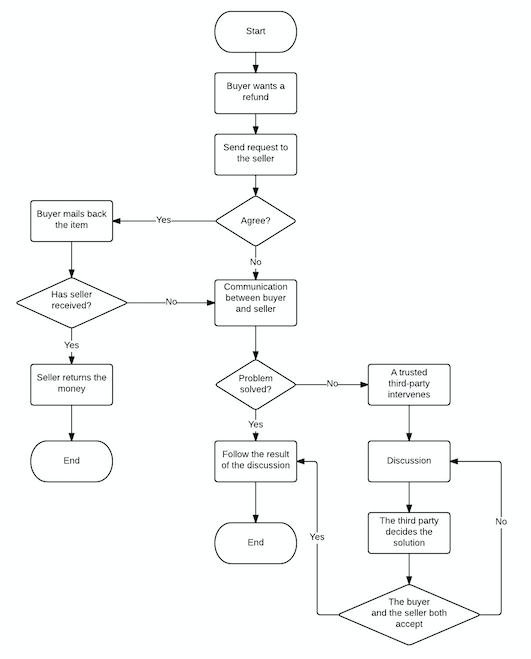 Start
Buyer wants a
refund
Send request to
the seller
Agree?
Yes
Buyer mails back
the item
No
Has seller
received?
No
Communication
between buyer
and seller
Yes
Seller returns the
money
Problem
solved?
No
A trusted
third-party
intervenes
Yes
End
Follow the result
of the discussion
Discussion
End
Yes
The third party
decides the
solution
No
The buyer
and the seller both
accept